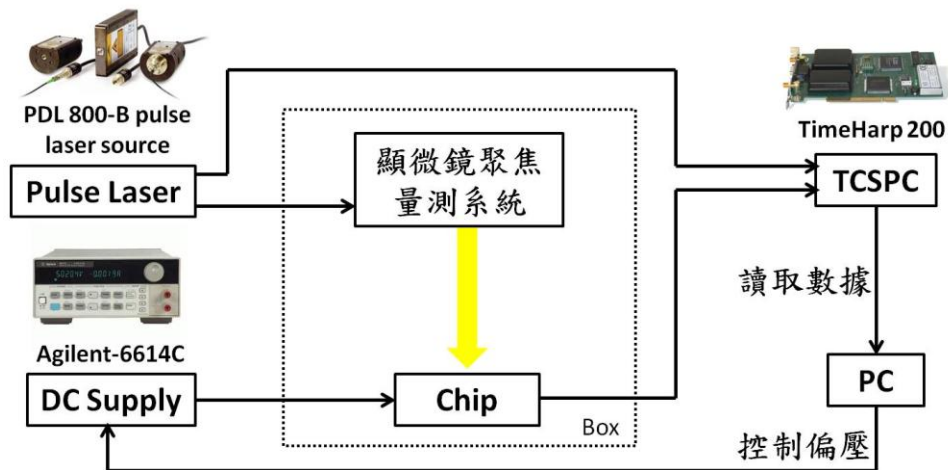 PDL 800-B pulse
laser source
Pulse Laser
顯微鏡聚焦
量測系統
TimeHarp 200
TCSPC
讀取數據
Agilent-6614C
DC Supply
Chip
Box
PC
控制偏壓